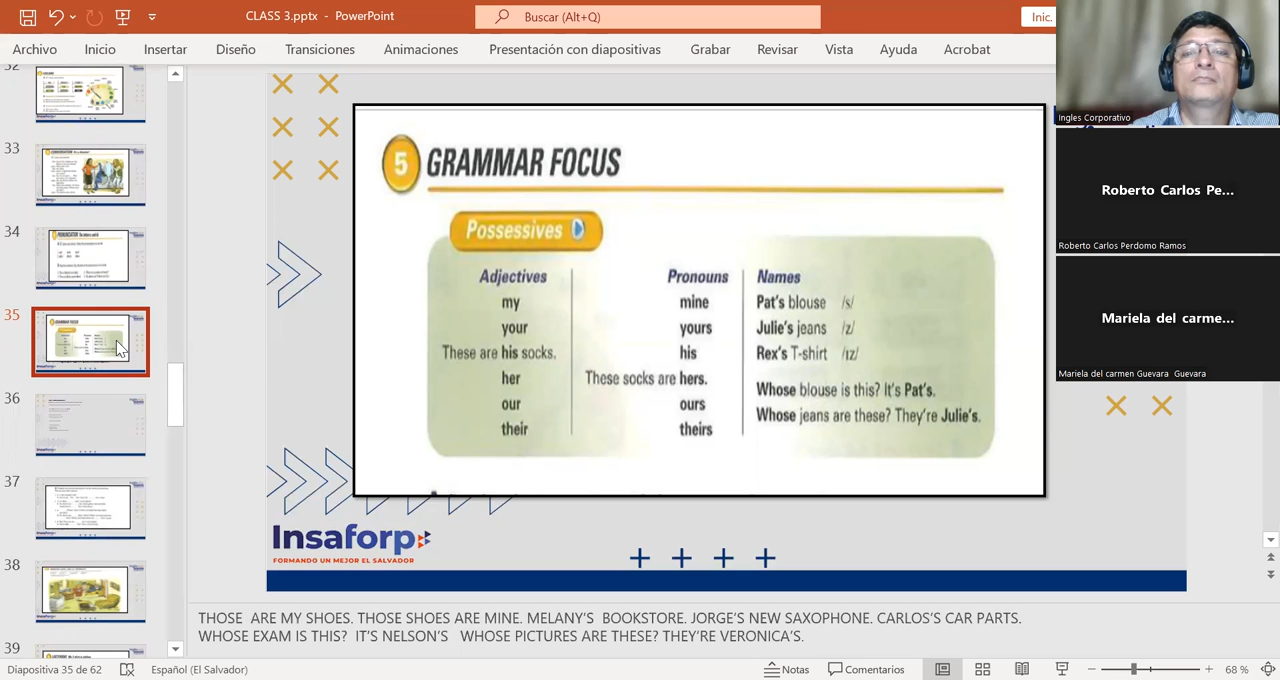 CLASS 3.pptx - PowerPoint
Buscar (Alt+Q)
Inic.
Archivo Inicio Insertar Diseño Transiciones Animaciones Presentación con diapositivas Grabar Revisar Vista Ayuda Acrobat
32
33
34
35
36
37
38
39
5 GRAMMAR FOCUS
Possessives
Adjectives
my
your
These are his socks.
her
our
their
Pronouns
mine
yours
his
These socks are hers.
ours
theirs
Names
Pat's blouse /s/
Julie's jeans /z/
Rex's T-shirt /ɪz/
Whose blouse is this? It's Pat's.
Whose jeans are these? They're Julie's.
Insaforp
FORMANDO UN MEJOR EL SALVADOR
Ingles Corporativo
Roberto Carlos Pe...
Roberto Carlos Perdomo Ramos
Mariela del carme...
Mariela del carmen Guevara Guevara
THOSE ARE MY SHOES. THOSE SHOES ARE MINE. MELANY'S BOOKSTORE. JORGE'S NEW SAXOPHONE. CARLOS'S CAR PARTS.
WHOSE EXAM IS THIS? IT'S NELSON'S WHOSE PICTURES ARE THESE? THEY'RE VERONICA'S.
Diapositiva 35 de 62 Español (El Salvador) Notas Comentarios 68 %